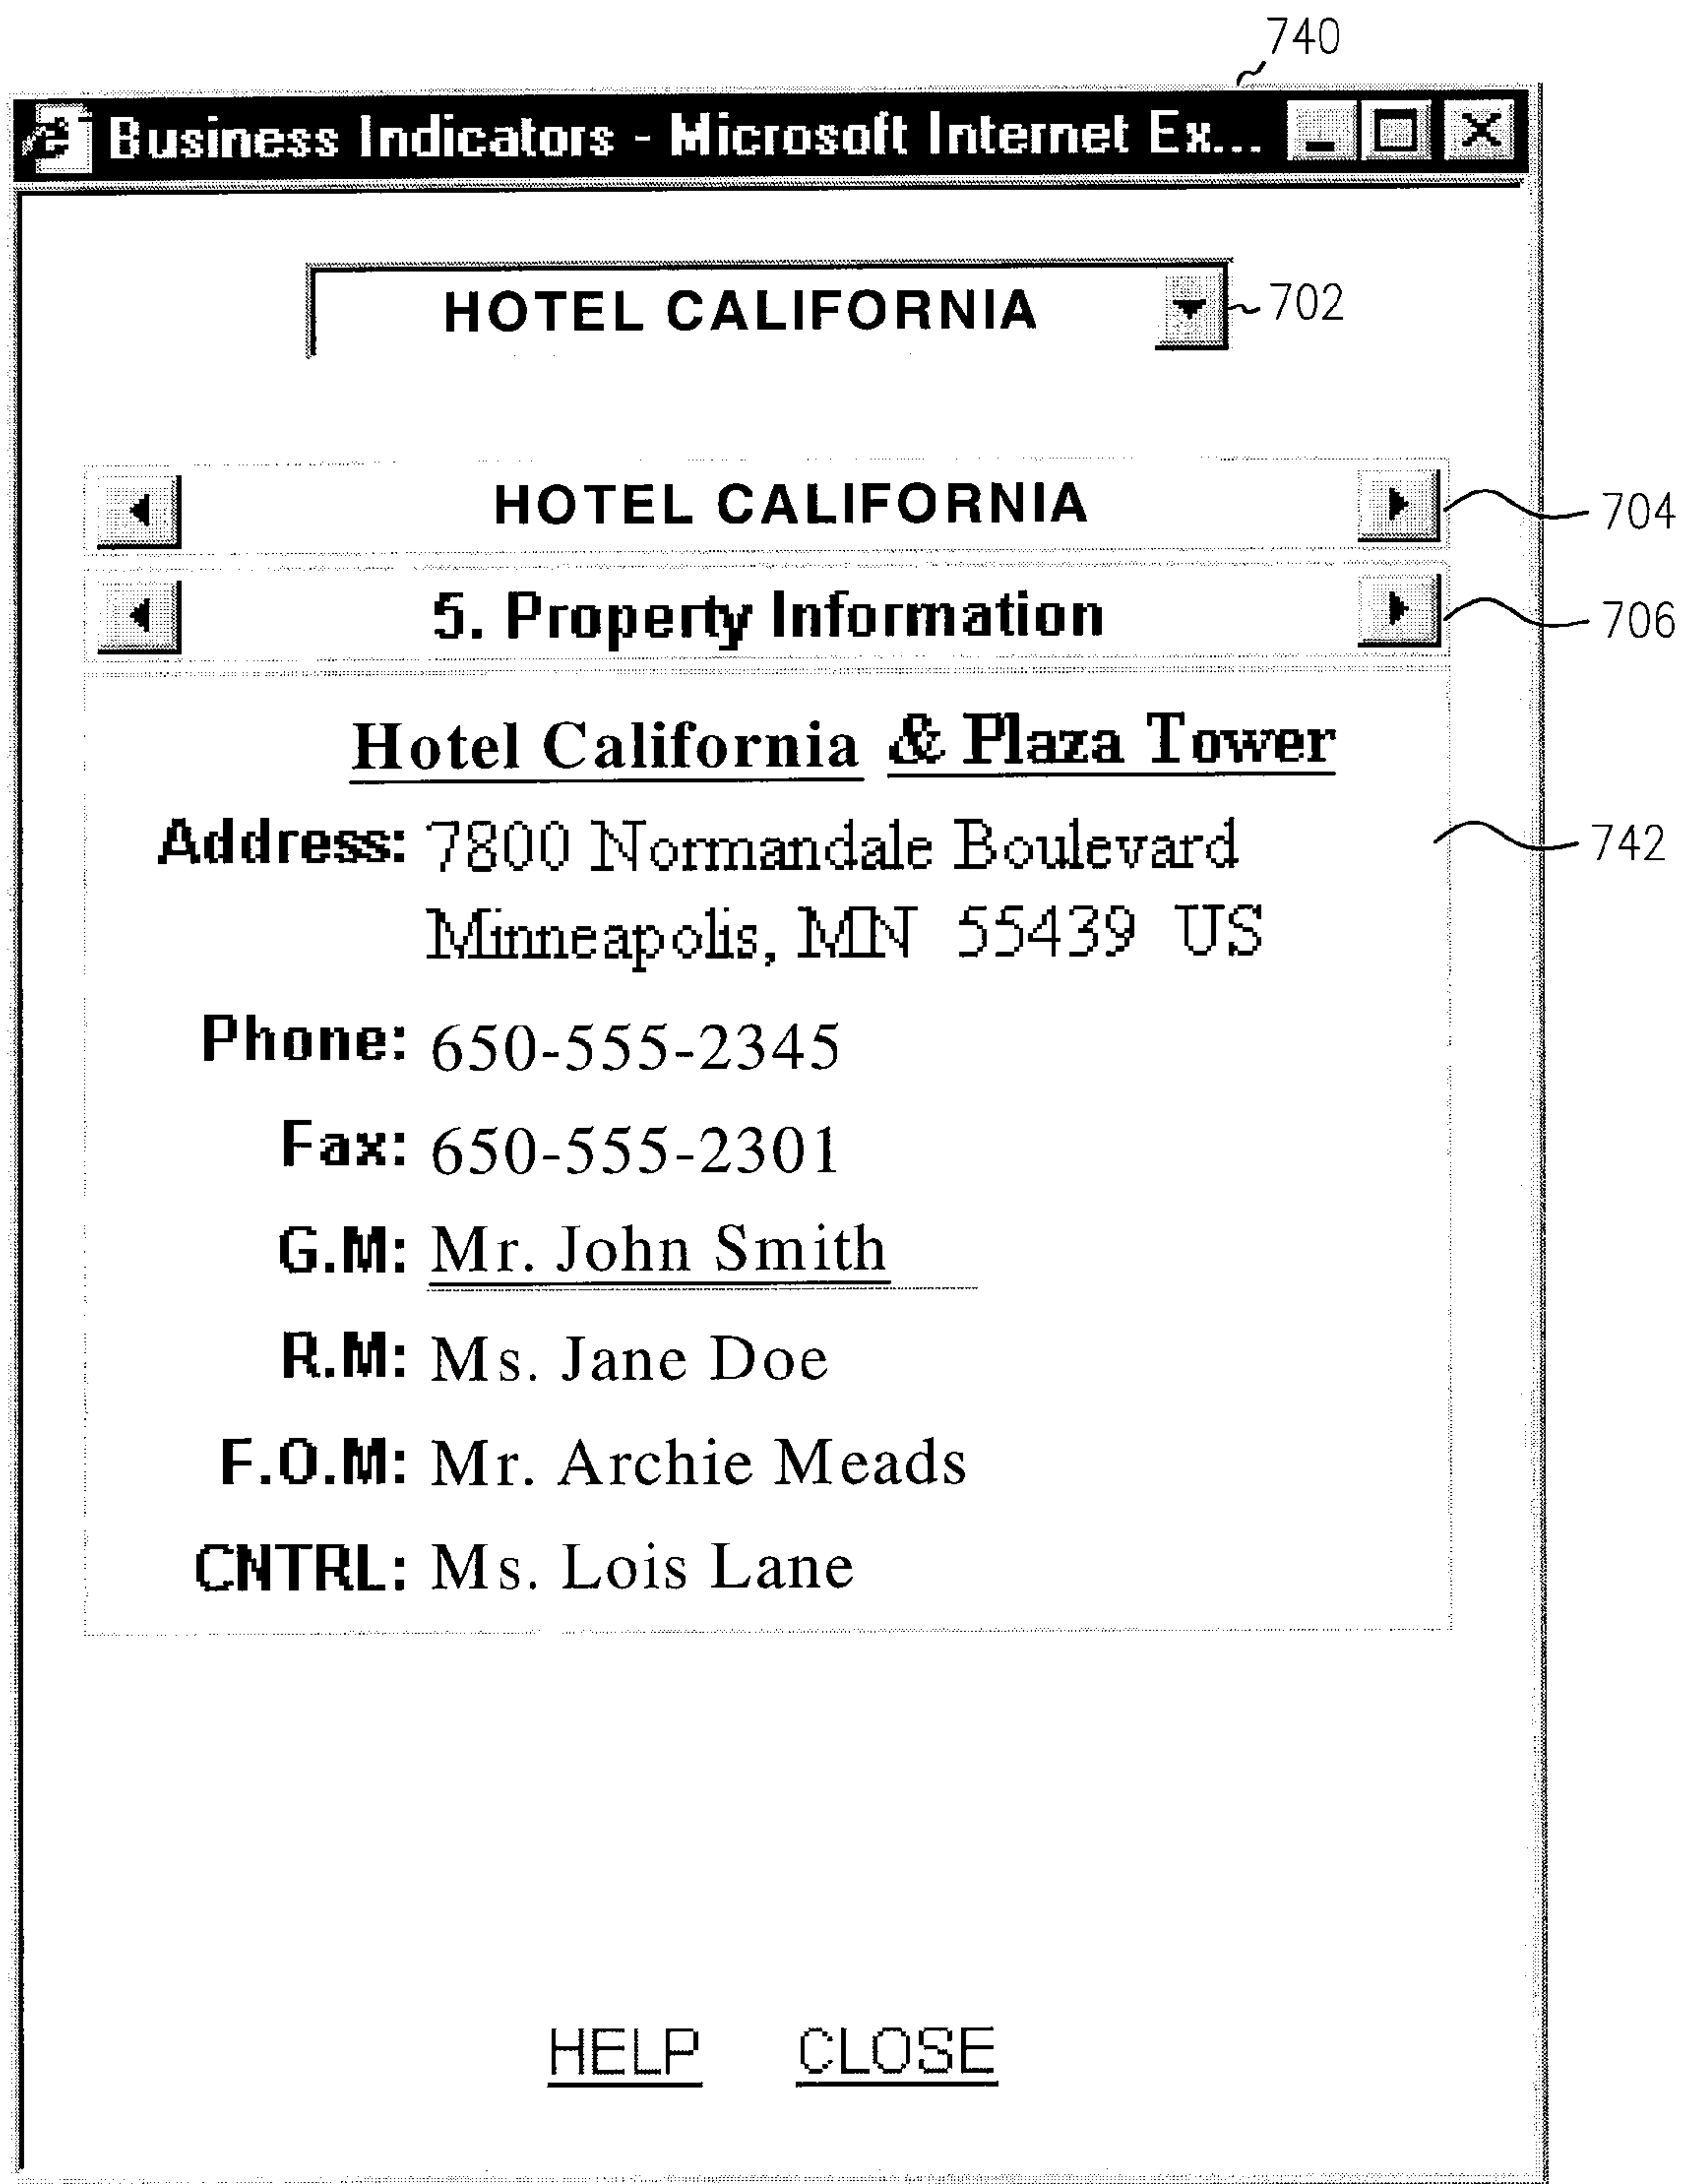 740
Business Indicators - Microsoft Internet Ex...
HOTEL CALIFORNIA 702
HOTEL CALIFORNIA 704
5. Property Information 706
Hotel California & Plaza Tower
Address: 7800 Normandale Boulevard 742
Minneapolis, MN 55439 US
Phone: 650-555-2345
Fax: 650-555-2301
G.M: Mr. John Smith
R.M: Ms. Jane Doe
F.O.M: Mr. Archie Meads
CNTRL: Ms. Lois Lane
HELP CLOSE